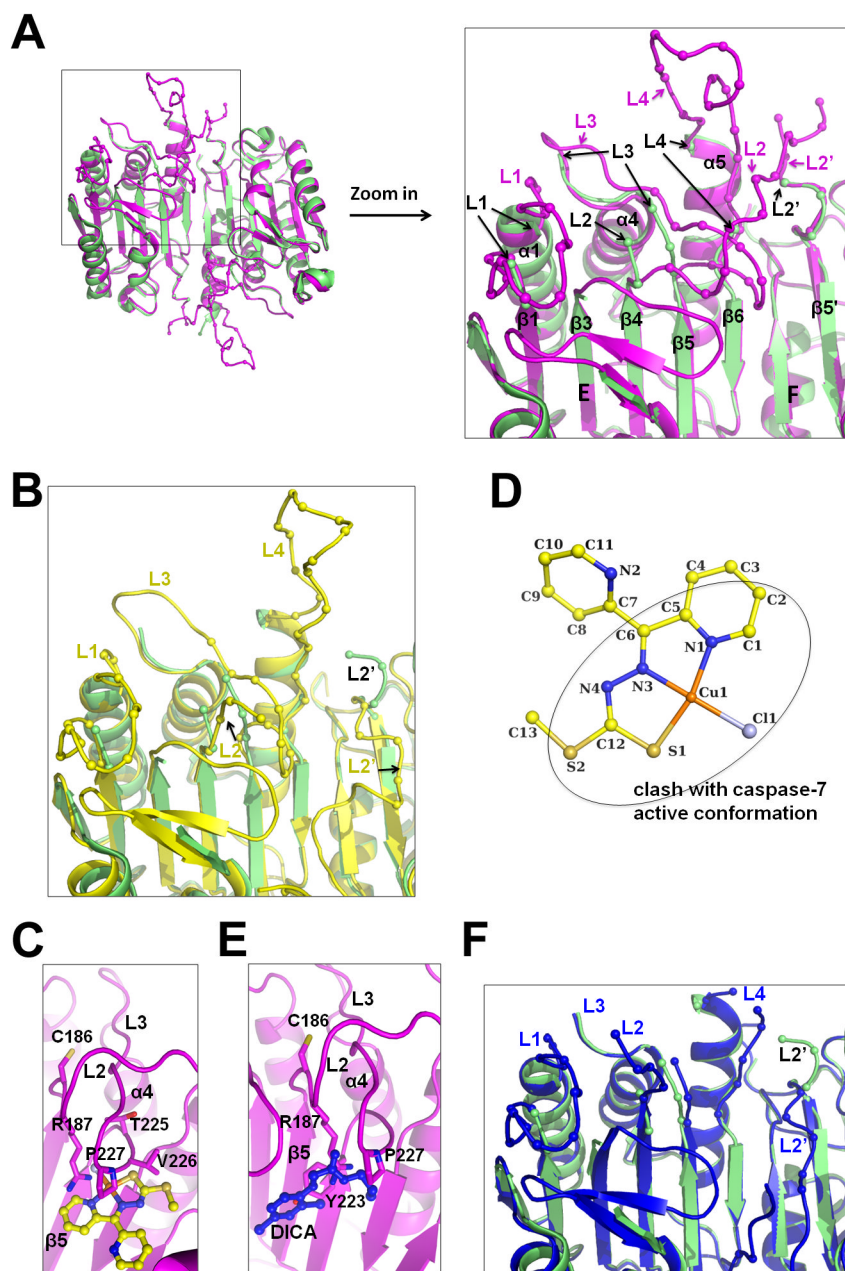 A
Zoom in
L4
L3
L3
L4
α5
L2
L2'
L1
L1
L2
α4
L2'
α1
β1
β3
β4
β5
β6
β5'
E
F
B
L4
L3
L1
L2'
L2
L2'
D
C10
C11
N2
C4
C3
C9
C7
C5
C2
C8
C6
N1
C1
N4
N3
Cu1
C13
C12
Cl1
S2
S1
clash with caspase-7
active conformation
C
L3
C186
L2
α4
R187
T225
P227
V226
β5
E
C186
L3
L2
α4
R187
β5
P227
Y223
DICA
F
L4
L3
L1
L2
L2'
L2'